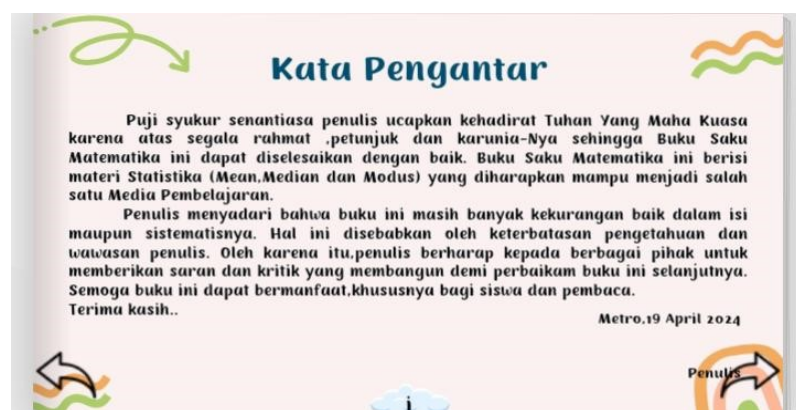 Kata Pengantar
Puji syukur senantiasa penulis ucapkan kehadirat Tuhan Yang Maha Kuasa
karena atas segala rahmat ,petunjuk dan karunia-Nya sehingga Buku Saku
Matematika ini dapat diselesaikan dengan baik. Buku Saku Matematika ini berisi
materi Statistika (Mean,Median dan Modus) yang diharapkan mampu menjadi salah
satu Media Pembelajaran.
Penulis menyadari bahwa buku ini masih banyak kekurangan baik dalam isi
maupun sistematisnya. Hal ini disebabkan oleh keterbatasan pengetahuan dan
wawasan penulis. Oleh karena itu,penulis berharap kepada berbagai pihak untuk
memberikan saran dan kritik yang membangun demi perbaikam buku ini selanjutnya.
Semoga buku ini dapat bermanfaat,khususnya bagi siswa dan pembaca.
Terima kasih..
Metro,19 April 2024
Penulis
i